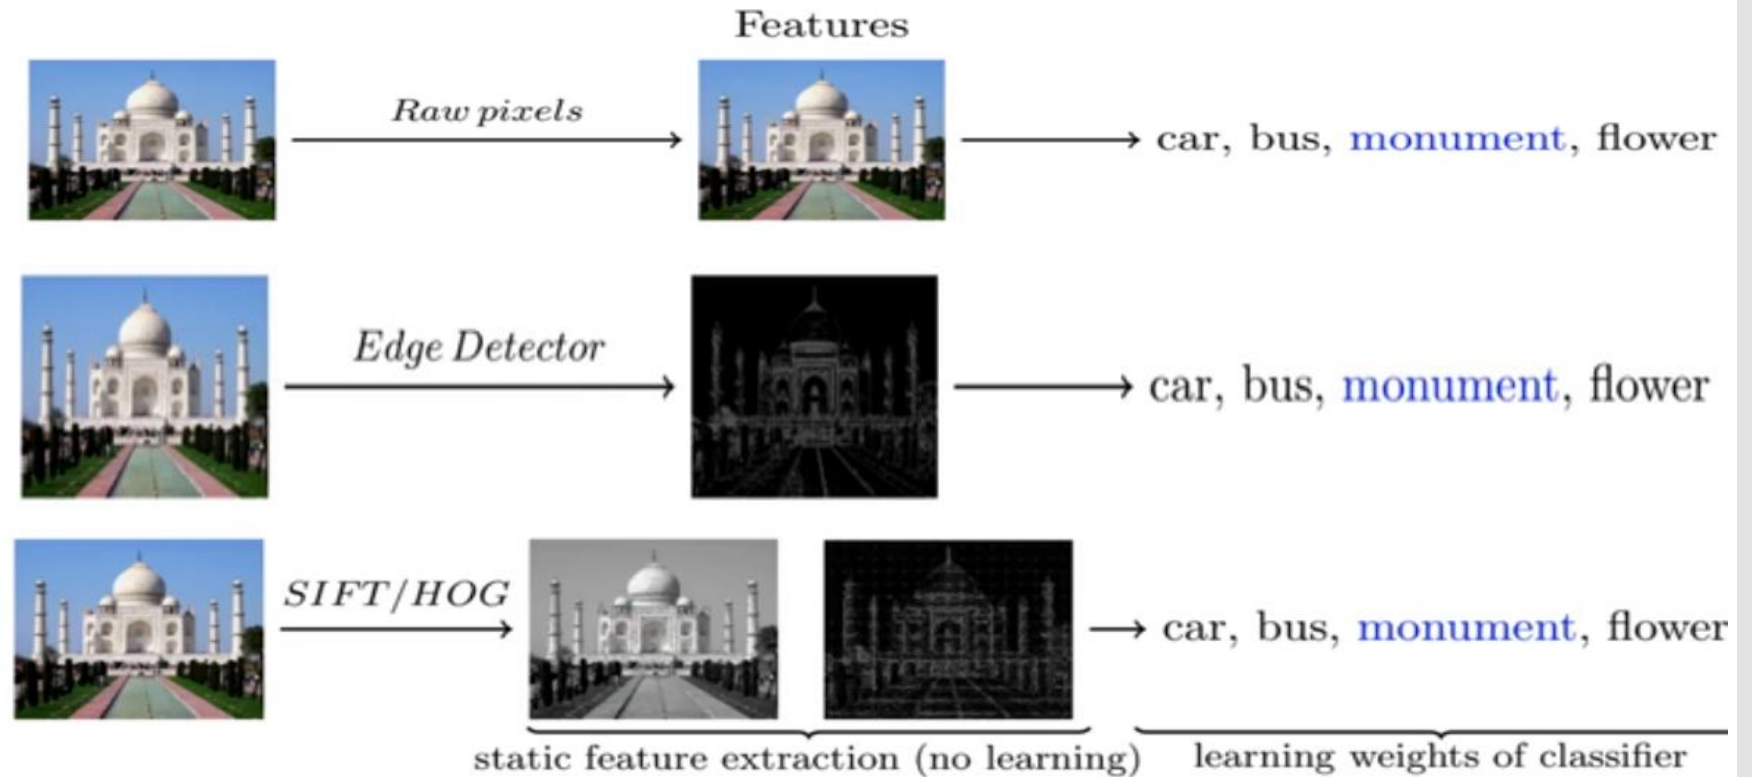 Features
Raw pixels
car, bus, monument, flower
Edge Detector
car, bus, monument, flower
SIFT/HOG
car, bus, monument, flower
static feature extraction (no learning)
learning weights of classifier